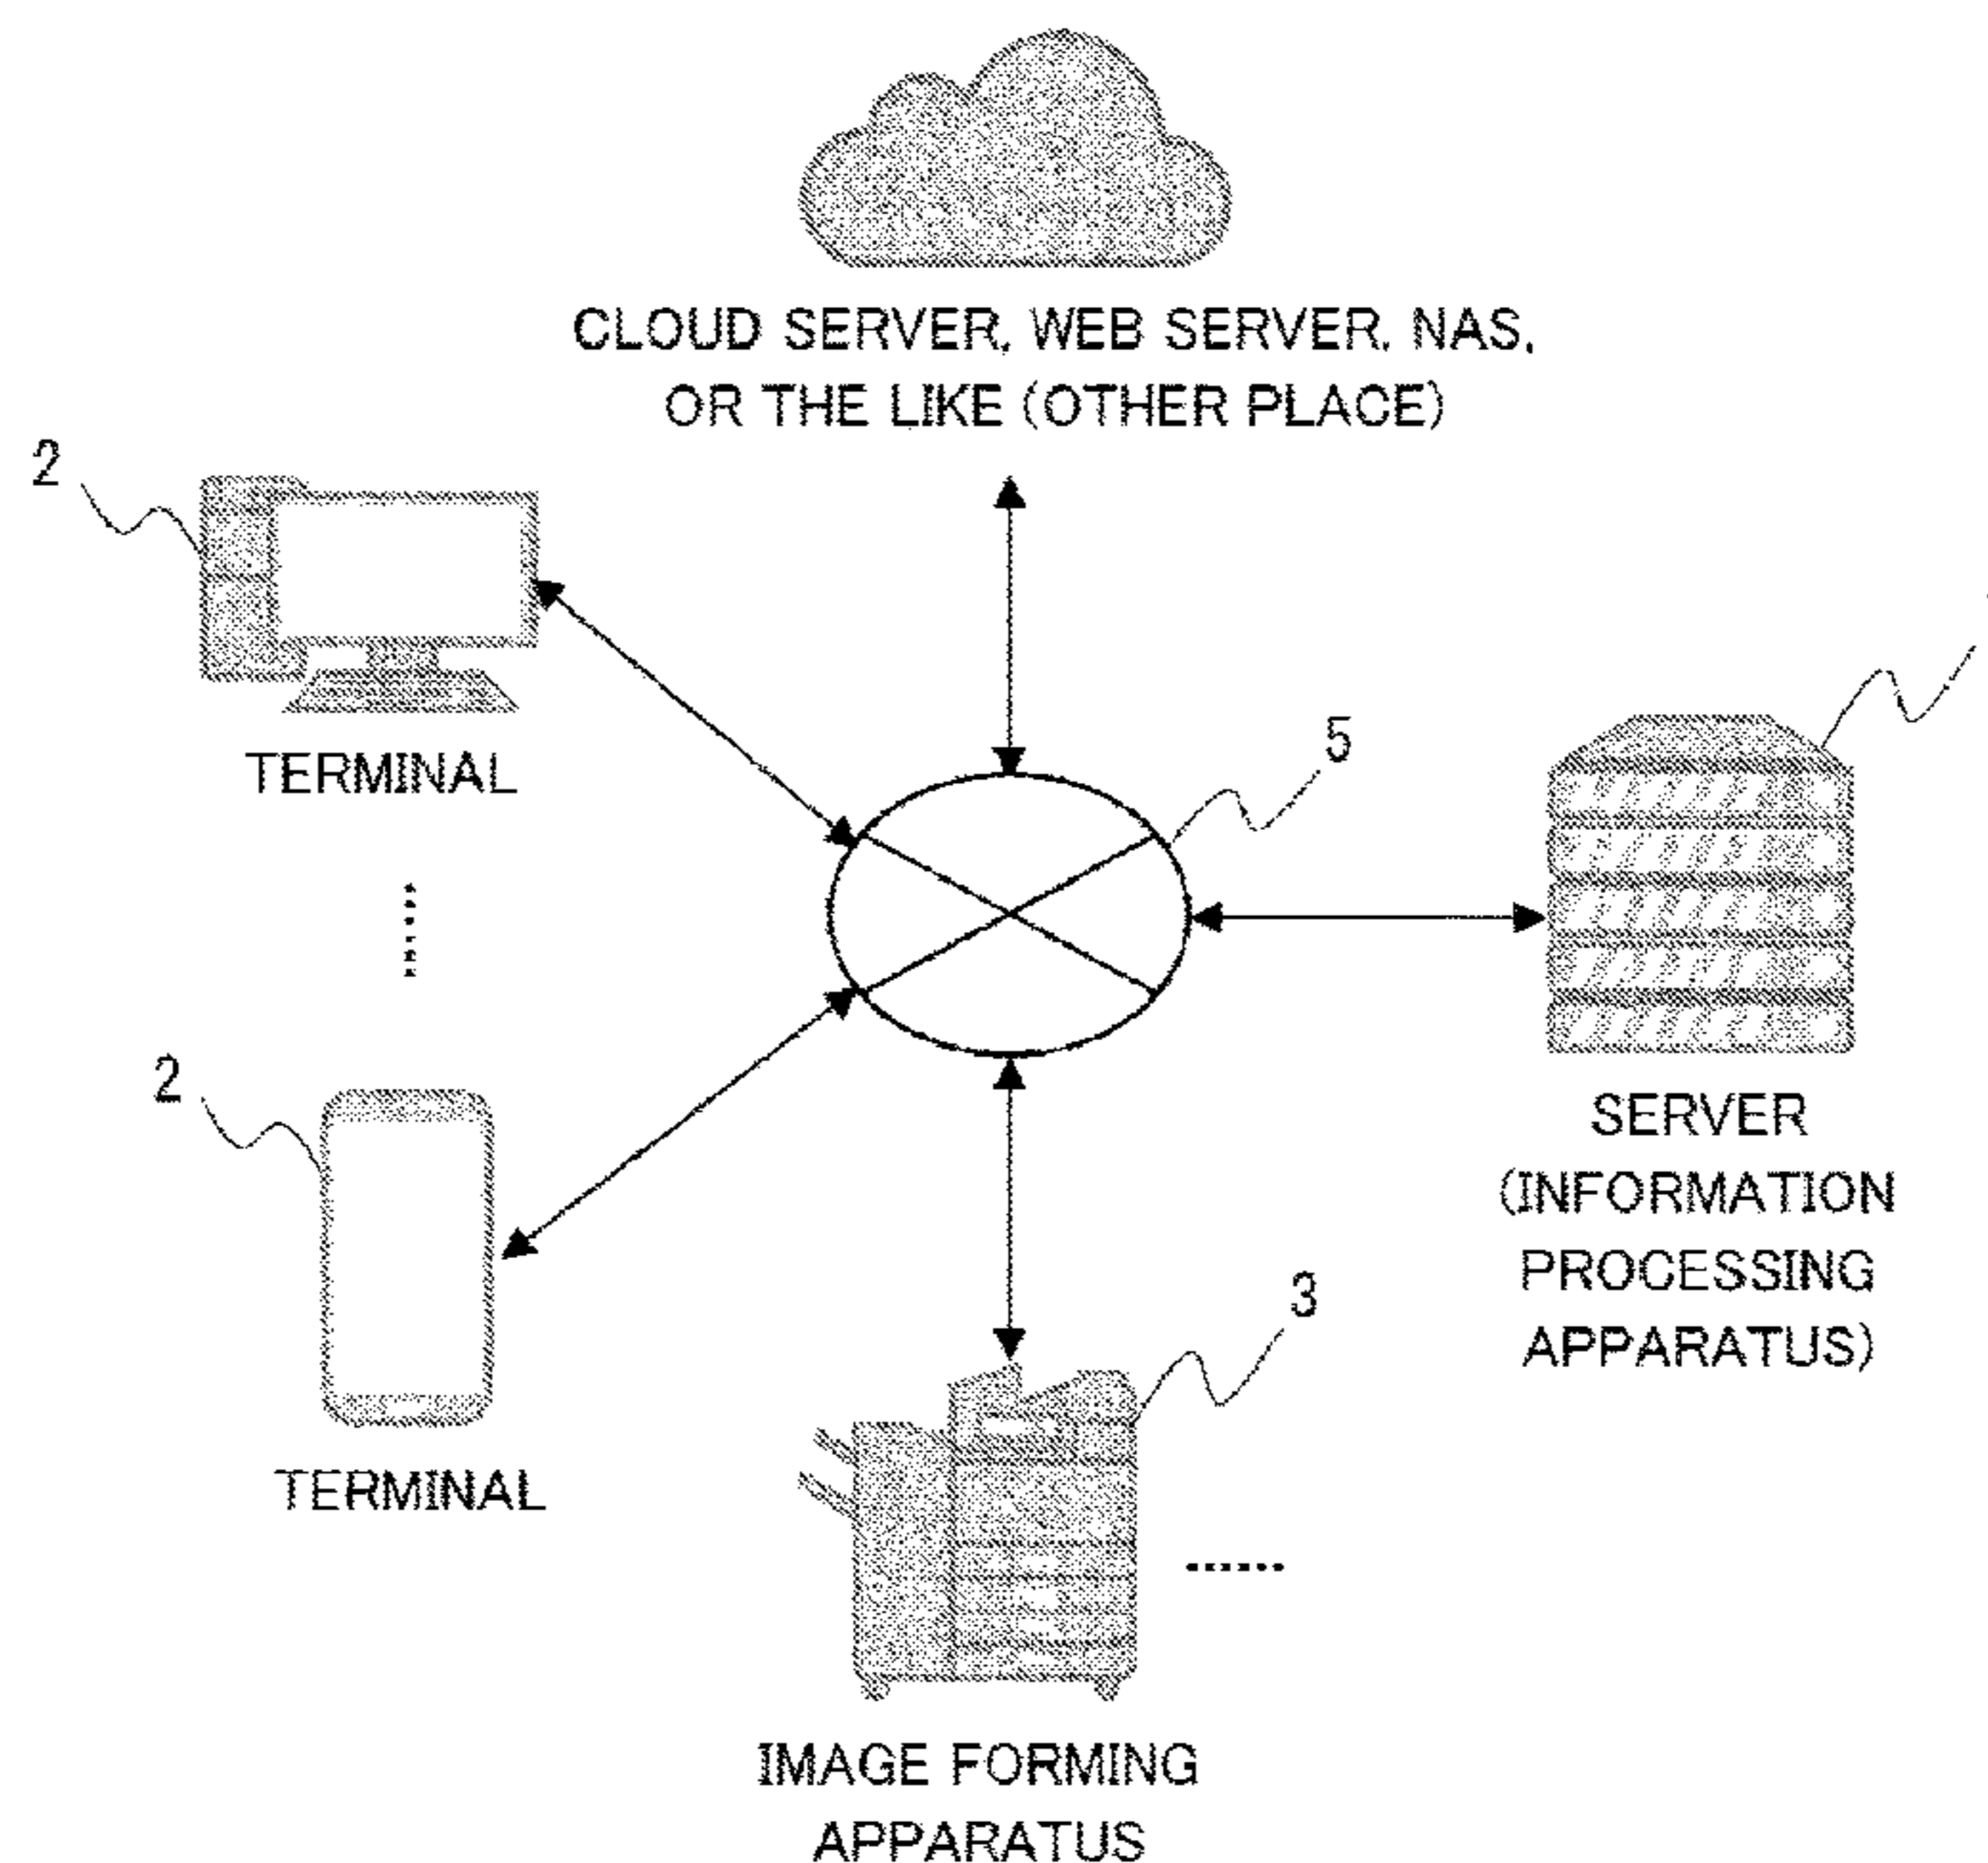 CLOUD SERVER, WEB SERVER, NAS,
OR THE LIKE (OTHER PLACE)
2
TERMINAL
5
2
TERMINAL
SERVER
(INFORMATION
PROCESSING
APPARATUS)
3
IMAGE FORMING
APPARATUS